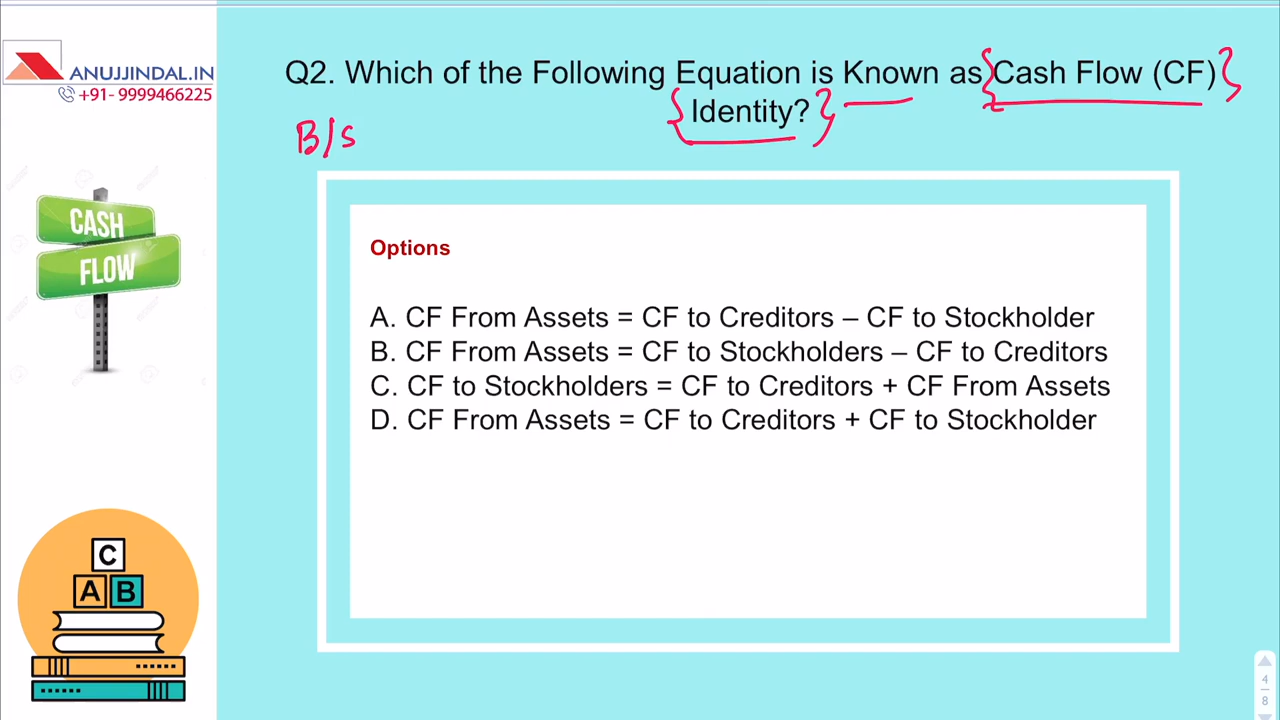 ANUJJINDAL.IN
+91- 9999466225
Q2. Which of the Following Equation is Known as Cash Flow (CF)
Identity?
B/S
CASH
FLOW
Options
A. CF From Assets = CF to Creditors – CF to Stockholder
B. CF From Assets = CF to Stockholders – CF to Creditors
C. CF to Stockholders = CF to Creditors + CF From Assets
D. CF From Assets = CF to Creditors + CF to Stockholder
C
A B
4
8